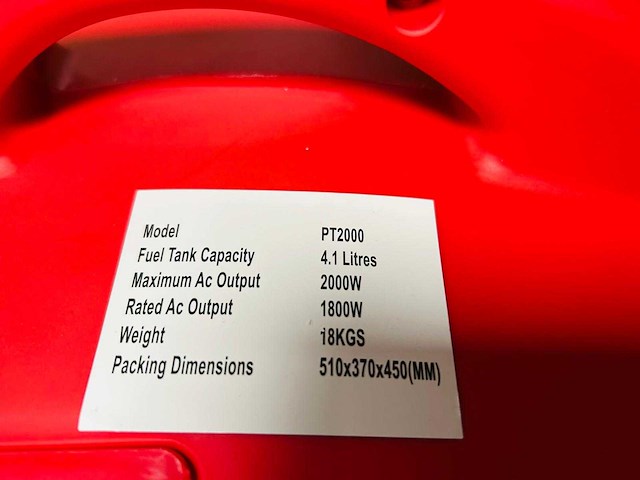 Model PT2000
Fuel Tank Capacity 4.1 Litres
Maximum Ac Output 2000W
Rated Ac Output 1800W
Weight 18KGS
Packing Dimensions 510x370x450(MM)